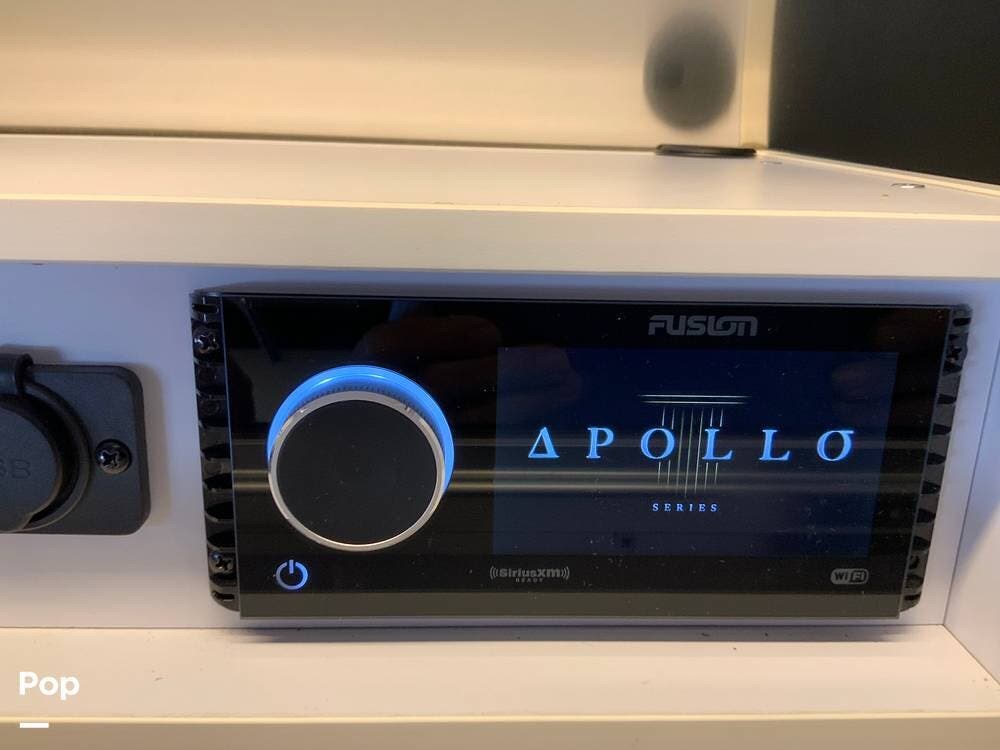 FUSION
APOLLO
SERIES
((SiriusXM))
READY
WiFi
Pop